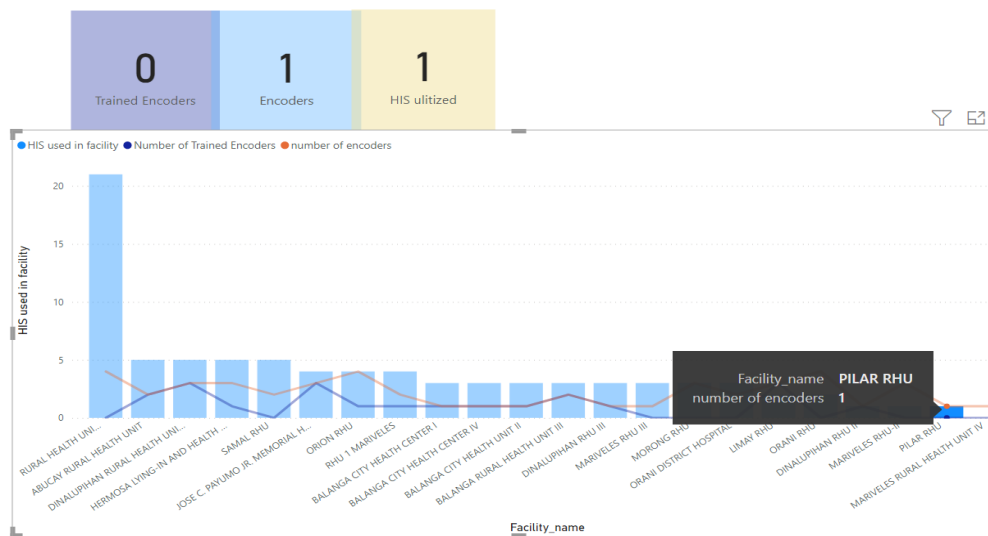 0
Trained Encoders
1
Encoders
1
HIS ulitized
HIS used in facility
Number of Trained Encoders
number of encoders
HIS used in facility
20
15
10
5
0
Facility_name PILAR RHU
number of encoders 1
RURAL HEALTH UNI...
ABUCAY RURAL HEALTH UNIT
DINALUPIHAN RURAL HEALTH UNI...
HERMOSA LYING-IN AND HEALTH ...
SAMAL RHU
JOSE C. PAYUMO JR. MEMORIAL H...
ORION RHU
RHU 1 MARIVELES
BALANGA CITY HEALTH CENTER I
BALANGA CITY HEALTH CENTER IV
BALANGA CITY HEALTH UNIT II
BALANGA RURAL HEALTH UNIT III
DINALUPIHAN RHU III
MARIVELES RHU III
MORONG RHU
ORANI DISTRICT HOSPITAL
LIMAY RHU
ORANI RHU
DINALUPIHAN RHU II
MARIVELES RHU-II
PILAR RHU
MARIVELES RURAL HEALTH UNIT IV
Facility_name